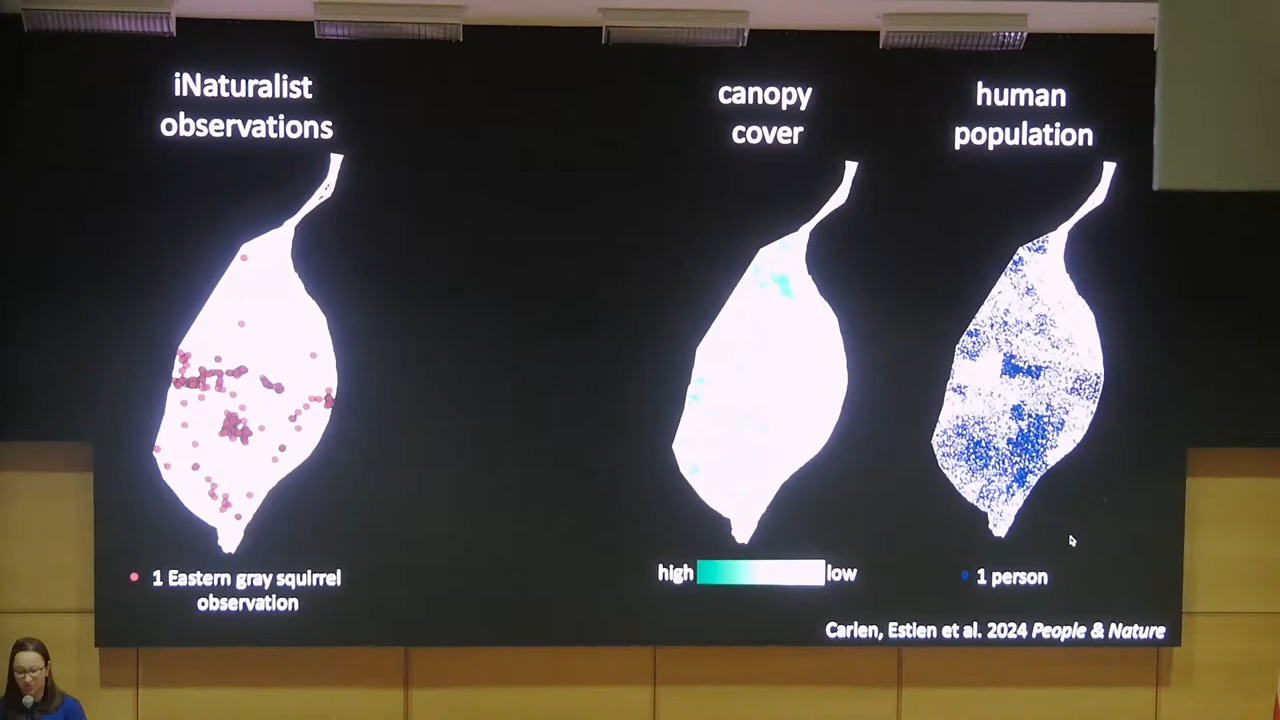 iNaturalist
observations
1 Eastern gray squirrel
observation
canopy
cover
high
low
human
population
1 person
Carlen, Estien et al. 2024 People & Nature